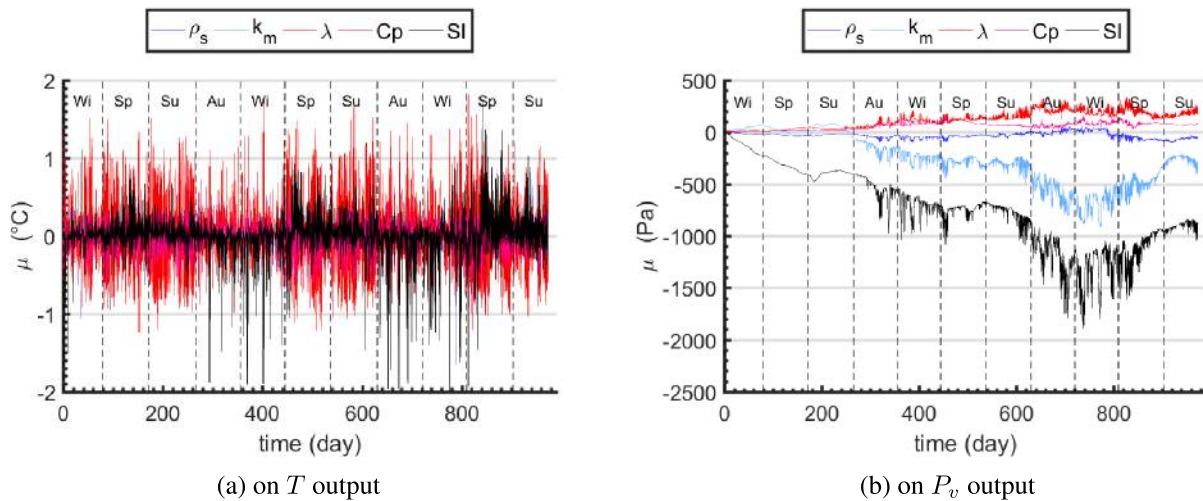 ρs km λ Cp SI
ρs km λ Cp SI
2
1
0
-1
-2
μ (°C)
Wi Sp Su Au Wi Sp Su Au Wi Sp Su
0 200 400 600 800
time (day)
(a) on T output
500
0
-500
-1000
-1500
-2000
-2500
μ (Pa)
Wi Sp Su Au Wi Sp Su Au Wi Sp Su
0 200 400 600 800
time (day)
(b) on Pv output